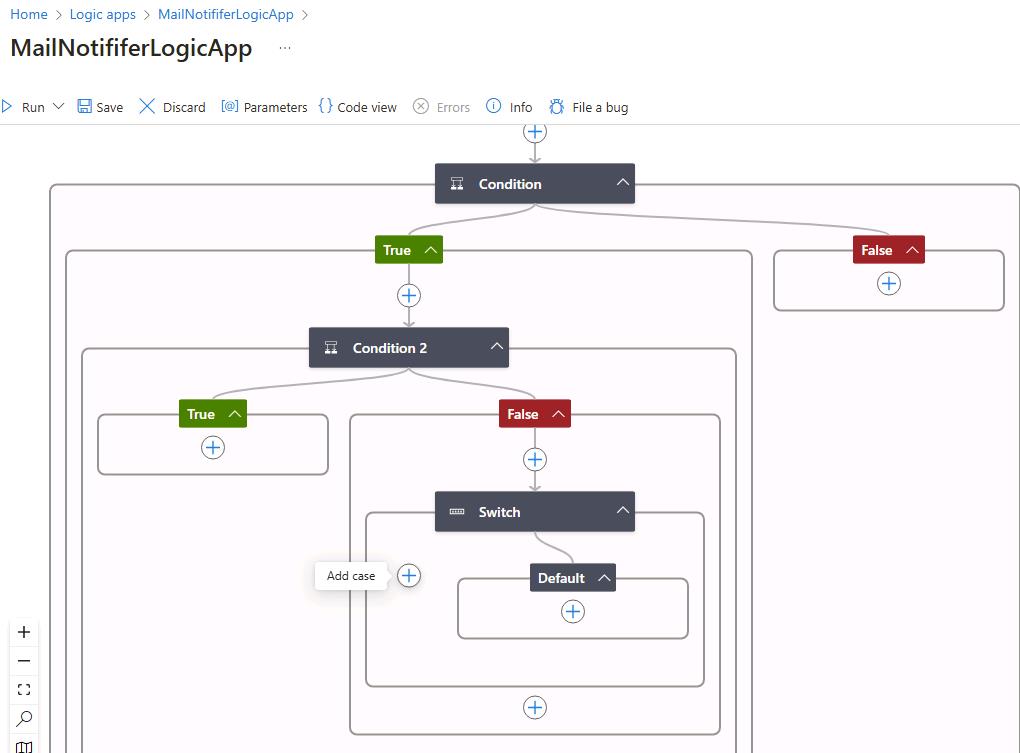 Home > Logic apps > MailNotififerLogicApp >
MailNotififerLogicApp ...
Run Save Discard [@] Parameters {} Code view Errors Info File a bug
Condition
True False
Condition 2
True False
Switch
Add case
Default